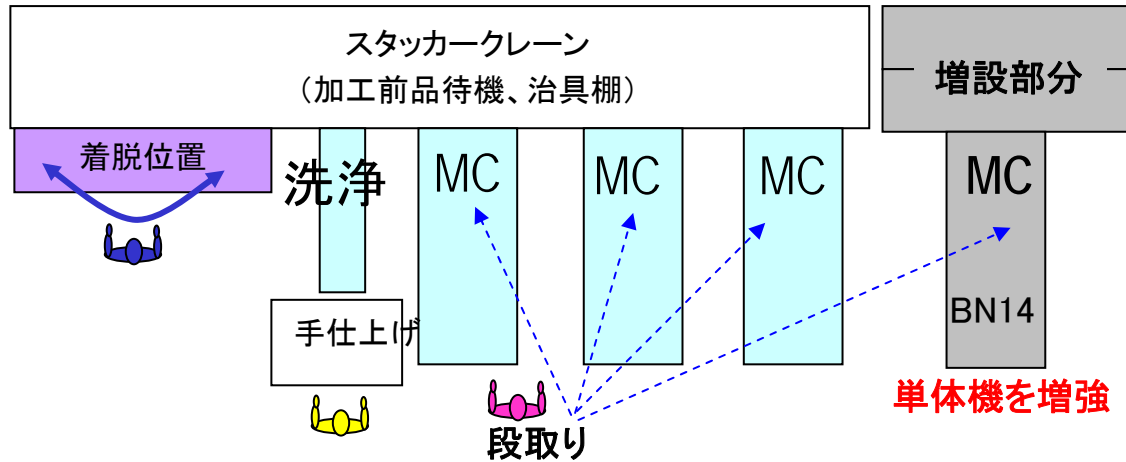 スタッカークレーン
(加工前品待機、治具棚)
増設部分
着脱位置
洗浄
MC
MC
MC
MC
手仕上げ
BN14
単体機を増強
段取り